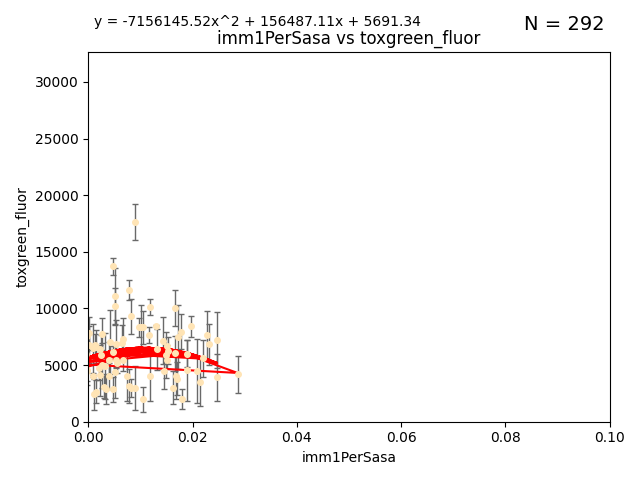 y = -7156145.52x^2 + 156487.11x + 5691.34
N = 292
imm1PerSasa vs toxgreen_fluor
toxgreen_fluor
30000
25000
20000
15000
10000
5000
0
0.00 0.02 0.04 0.06 0.08 0.10
imm1PerSasa